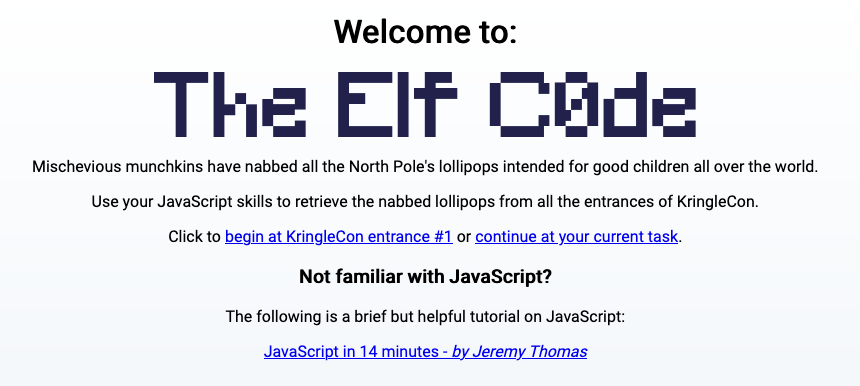 Welcome to:
The Elf C0de
Mischevious munchkins have nabbed all the North Pole's lollipops intended for good children all over the world.
Use your JavaScript skills to retrieve the nabbed lollipops from all the entrances of KringleCon.
Click to begin at KringleCon entrance #1 or continue at your current task.
Not familiar with JavaScript?
The following is a brief but helpful tutorial on JavaScript:
JavaScript in 14 minutes - by Jeremy Thomas